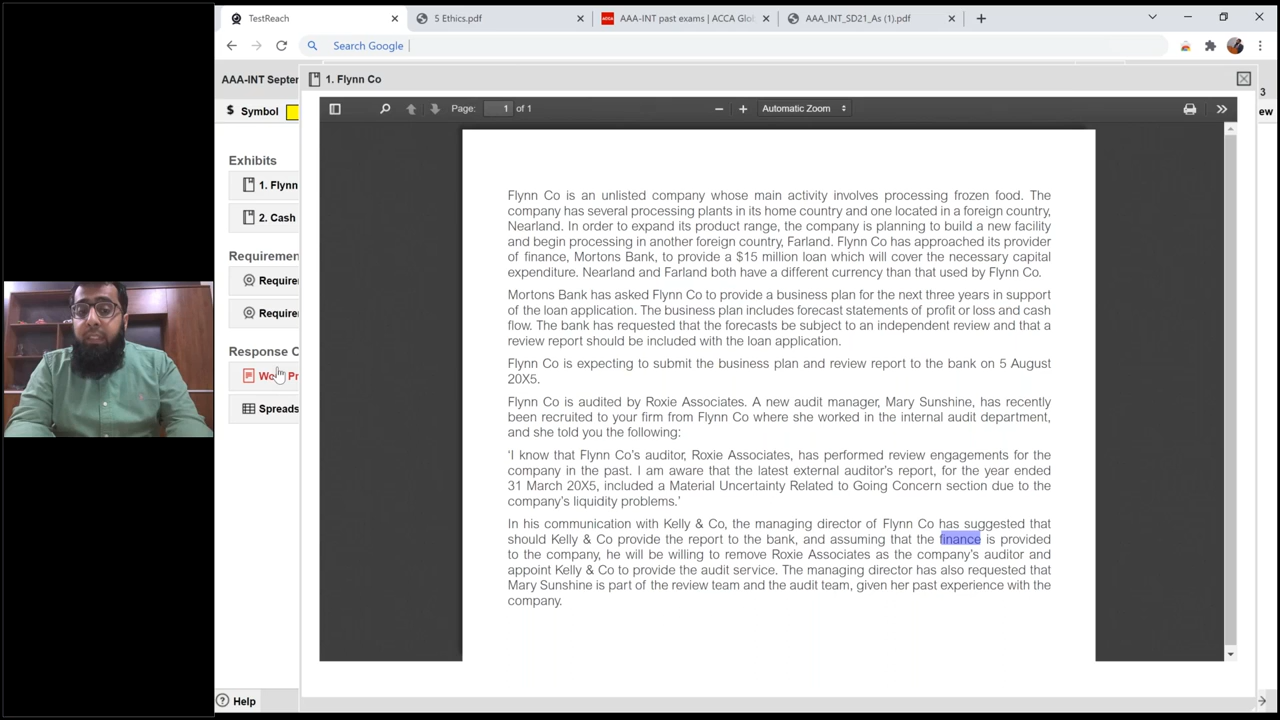 TestReach
5 Ethics.pdf
AAA-INT past exams | ACCA Glo
AAA_INT_SD21_As (1).pdf
Search Google
AAA-INT Septem
1. Flynn Co
3
$ Symbol
Page: 1 of 1
Automatic Zoom
ew
Exhibits
1. Flynn
2. Cash
Requiremen
Require
Require
Response O
Wo Pr
Spreads
Flynn Co is an unlisted company whose main activity involves processing frozen food. The
company has several processing plants in its home country and one located in a foreign country,
Nearland. In order to expand its product range, the company is planning to build a new facility
and begin processing in another foreign country, Farland. Flynn Co has approached its provider
of finance, Mortons Bank, to provide a $15 million loan which will cover the necessary capital
expenditure. Nearland and Farland both have a different currency than that used by Flynn Co.
Mortons Bank has asked Flynn Co to provide a business plan for the next three years in support
of the loan application. The business plan includes forecast statements of profit or loss and cash
flow. The bank has requested that the forecasts be subject to an independent review and that a
review report should be included with the loan application.
Flynn Co is expecting to submit the business plan and review report to the bank on 5 August
20X5.
Flynn Co is audited by Roxie Associates. A new audit manager, Mary Sunshine, has recently
been recruited to your firm from Flynn Co where she worked in the internal audit department,
and she told you the following:
‘I know that Flynn Co’s auditor, Roxie Associates, has performed review engagements for the
company in the past. I am aware that the latest external auditor’s report, for the year ended
31 March 20X5, included a Material Uncertainty Related to Going Concern section due to the
company’s liquidity problems.’
In his communication with Kelly & Co, the managing director of Flynn Co has suggested that
should Kelly & Co provide the report to the bank, and assuming that the finance is provided
to the company, he will be willing to remove Roxie Associates as the company’s auditor and
appoint Kelly & Co to provide the audit service. The managing director has also requested that
Mary Sunshine is part of the review team and the audit team, given her past experience with the
company.
Help